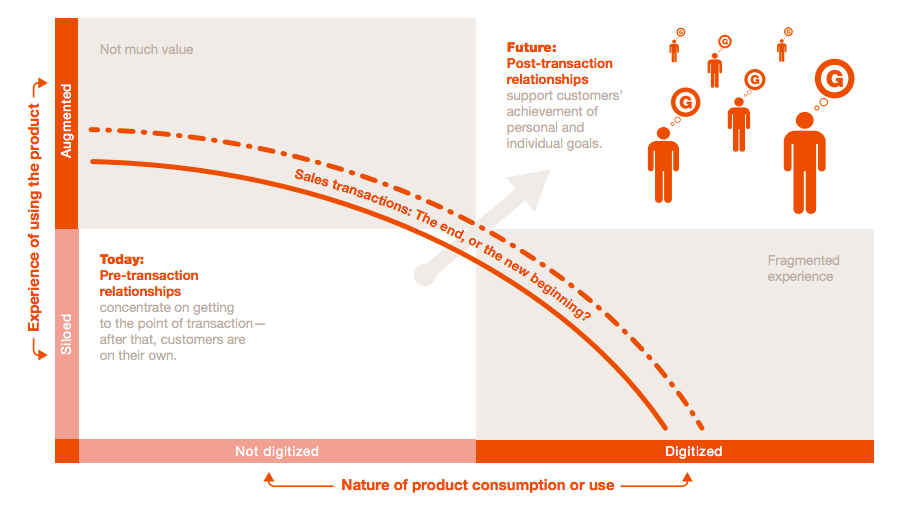 Not much value
Future:
Post-transaction
relationships
support customers'
achievement of
personal and
individual goals.
G
G
G
G
G
G
Experience of using the product
Augmented
Siloed
Sales transactions: The end, or the new beginning?
Today:
Pre-transaction
relationships
concentrate on getting
to the point of transaction—
after that, customers are
on their own.
Fragmented
experience
Not digitized
Digitized
Nature of product consumption or use